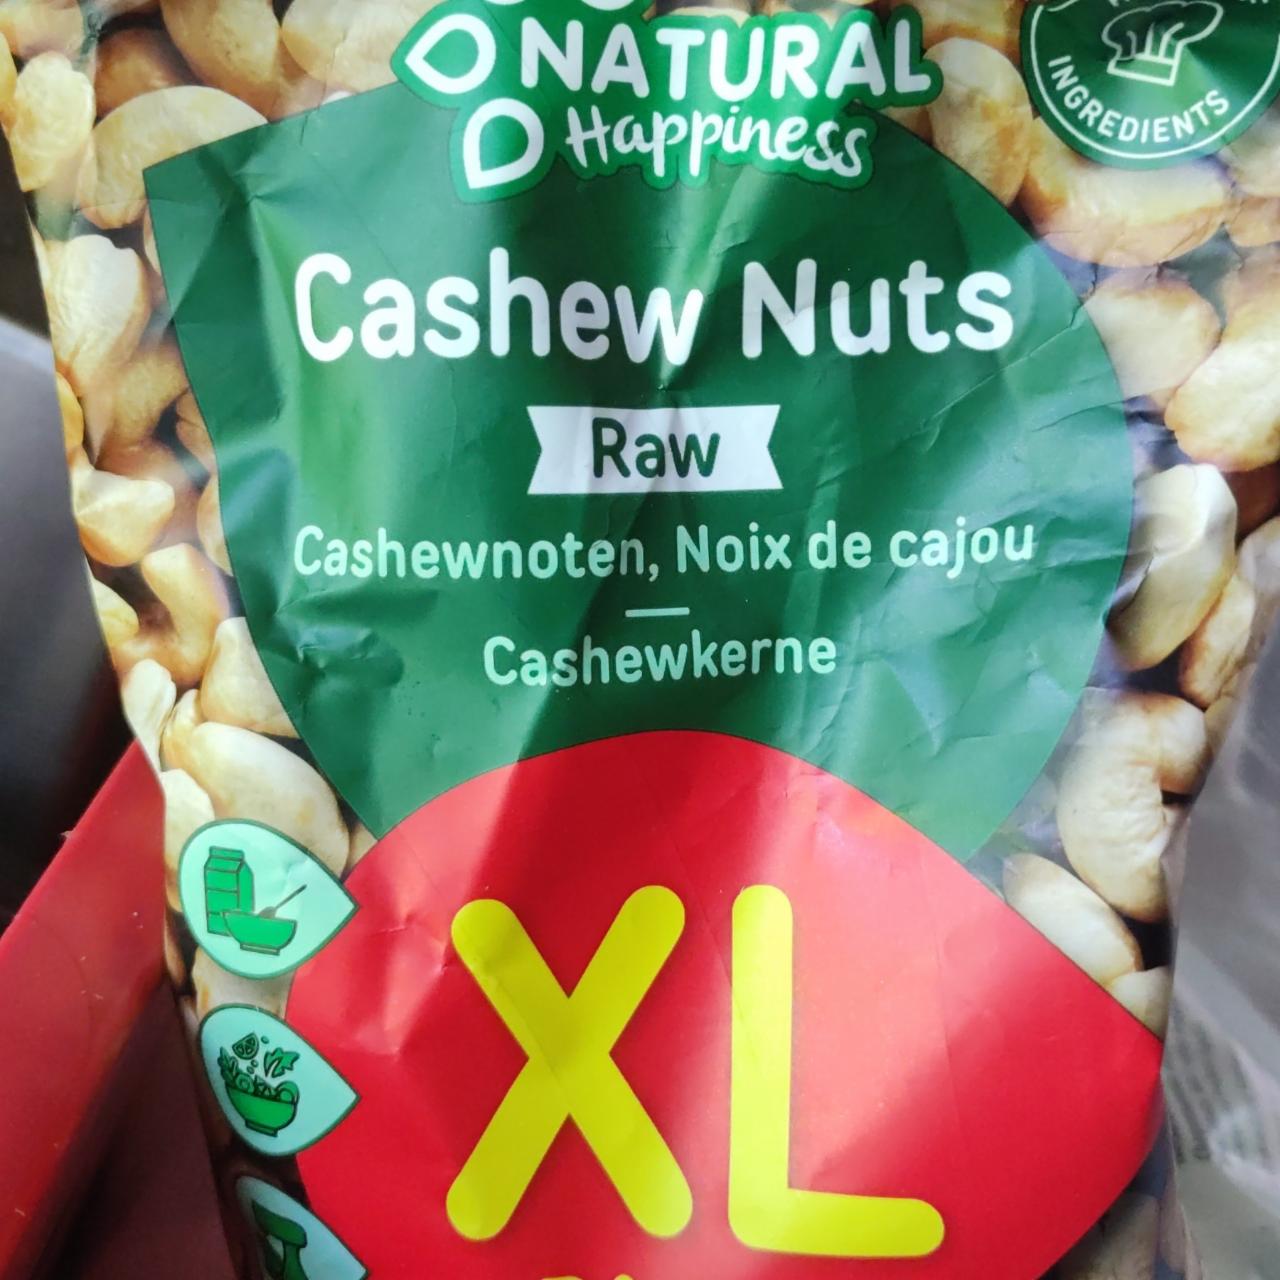 NATURAL
Happiness
INGREDIENTS
Cashew Nuts
Raw
Cashewnoten, Noix de cajou
Cashewkerne
XL